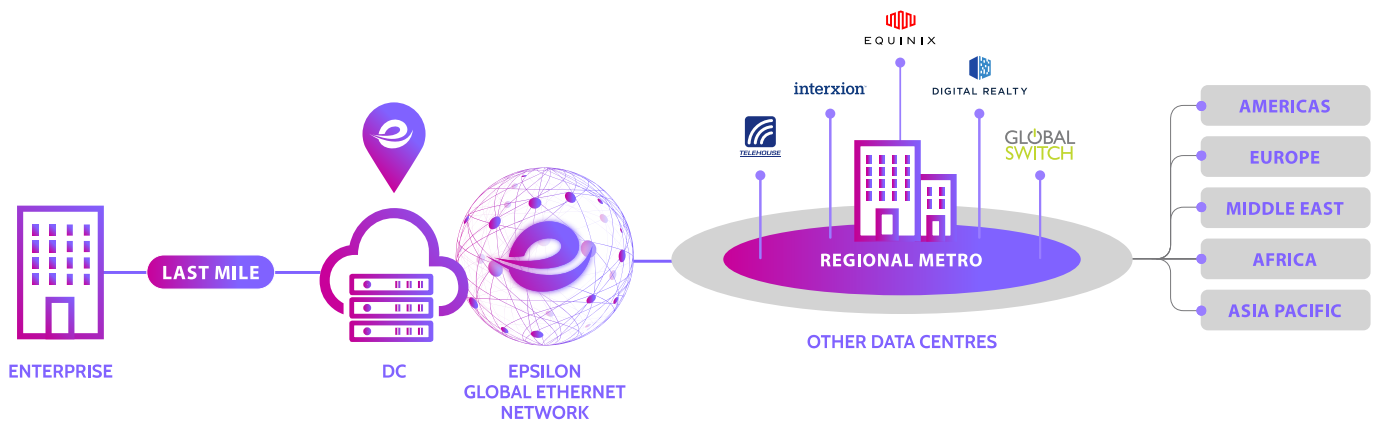 EQUINIX
interxion
DIGITAL REALTY
TELEHOUSE
GLOBAL
SWITCH
AMERICAS
EUROPE
MIDDLE EAST
AFRICA
ASIA PACIFIC
LAST MILE
REGIONAL METRO
OTHER DATA CENTRES
ENTERPRISE
DC
EPSILON
GLOBAL ETHERNET
NETWORK